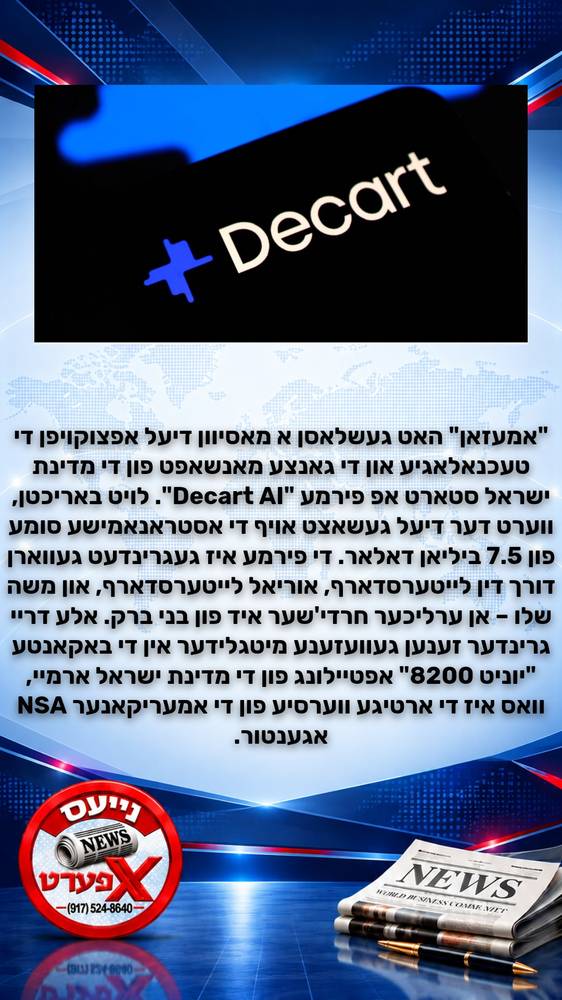 Decart
"אמעזאן" האט געשלאסן א מאסיוון דיעל אפצוקויפן די
טעכנאלאגיע און די גאנצע מאנשאפט פון די מדינת
ישראל סטארט אפ פירמע "Decart AI". לויט באריכטן,
ווערט דער דיעל געשאצט אויף די אסטראנאמישע סומע
פון 7.5 ביליאן דאלאר. די פירמע איז געגרינדעט געווארן
דורך דין לייטערסדארף, אוריאל לייטערסדארף, און משה
שלו – אן ערליכער חרדי'שער איד פון בני ברק. אלע דריי
גרינדער זענען געוועזענע מיטגלידער אין די באקאנטע
"יוניט 8200" אפטיילונג פון די מדינת ישראל ארמיי,
וואס איז די ארטיגע ווערסיע פון די אמעריקאנער NSA
אגענטור.
נייעס
NEWS
Xפערט
(917) 524-8640
NEWS